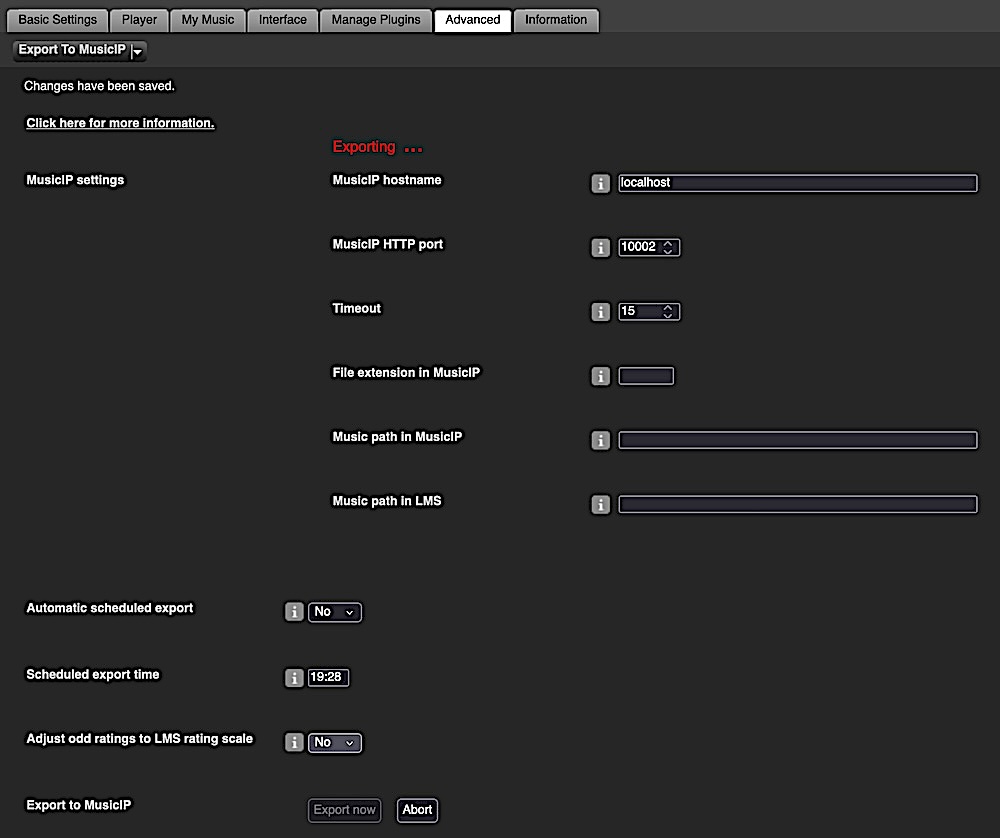 Basic Settings Player My Music Interface Manage Plugins Advanced Information
Export To MusicIP
Changes have been saved.
Click here for more information.
Exporting ...
MusicIP settings MusicIP hostname i localhost
MusicIP HTTP port i 10002
Timeout i 15
File extension in MusicIP i
Music path in MusicIP i
Music path in LMS i
Automatic scheduled export i No
Scheduled export time i 19:28
Adjust odd ratings to LMS rating scale i No
Export to MusicIP Export now Abort